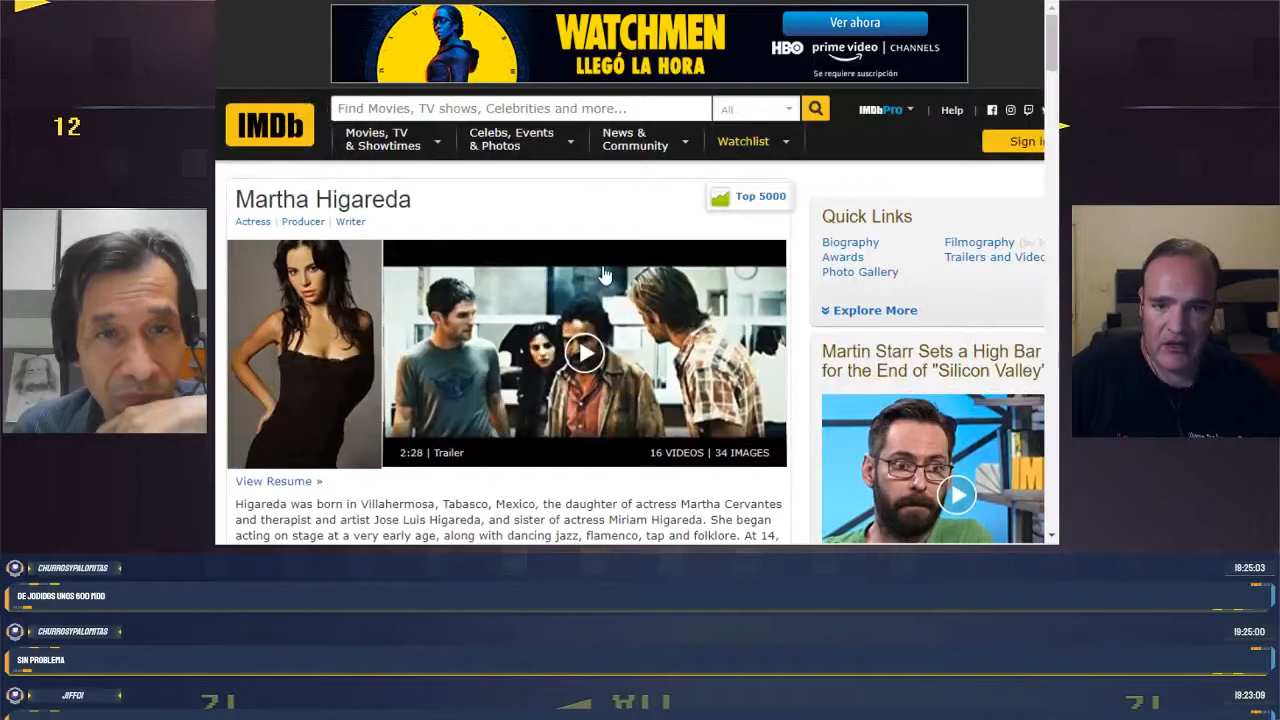 WATCHMEN
LLEGÓ LA HORA
Ver ahora
HBO prime video | CHANNELS
Se requiere suscripción
12
IMDb
Find Movies, TV shows, Celebrities and more...
All
IMDbPro
Help
Movies, TV & Showtimes
Celebs, Events & Photos
News & Community
Watchlist
Sign i
Martha Higareda
Top 5000
Actress | Producer | Writer
2:28 | Trailer
16 VIDEOS | 34 IMAGES
View Resume »
Higareda was born in Villahermosa, Tabasco, Mexico, the daughter of actress Martha Cervantes
and therapist and artist Jose Luis Higareda, and sister of actress Miriam Higareda. She began
acting on stage at a very early age, along with dancing jazz, flamenco, tap and folklore. At 14,
Quick Links
Biography
Filmography
Awards
Trailers and Videc
Photo Gallery
Explore More
Martin Starr Sets a High Bar
for the End of "Silicon Valley"
CHURROSYPALOMITAS
19:25:03
DE JODIDOS UNOS 600 MDD
CHURROSYPALOMITAS
19:25:00
SIN PROBLEMA
JIFFOI
19:23:09